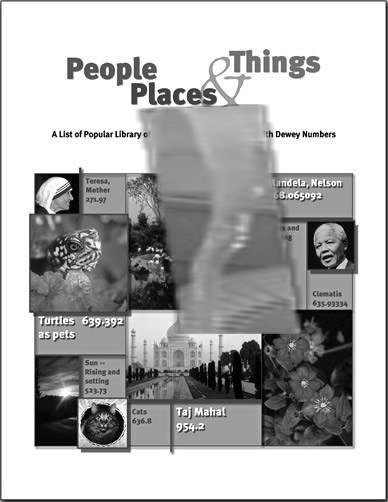 People
Places
&
Things
A List of Popular Library of
ith Dewey Numbers
Teresa,
Mother
271.97
andela, Nelson
68.065092
s and
ing
Clematis
635.93334
Turtles 639.392
as pets
Sun --
Rising and
setting
523.73
Cats
636.8
Taj Mahal
954.2